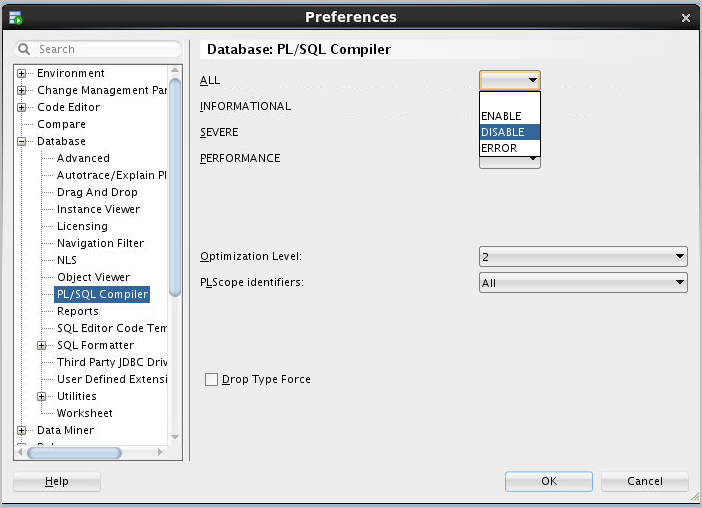 Preferences
Search
Environment
Change Management Par
Code Editor
Compare
Database
Advanced
Autotrace/Explain Pl
Drag And Drop
Instance Viewer
Licensing
Navigation Filter
NLS
Object Viewer
PL/SQL Compiler
Reports
SQL Editor Code Tem
SQL Formatter
Third Party JDBC Driv
User Defined Extensi
Utilities
Worksheet
Data Miner
Database: PL/SQL Compiler
ALL
INFORMATIONAL
SEVERE
PERFORMANCE
ENABLE
DISABLE
ERROR
Optimization Level: 2
PLScope identifiers: All
Drop Type Force
Help OK Cancel